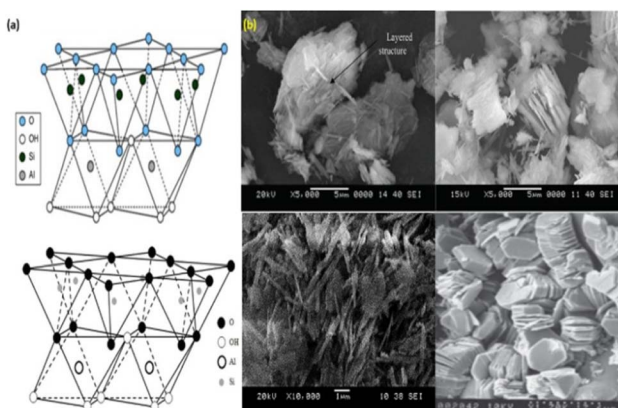 (a)
O
OH
Si
Al
O
OH
Al
Si
(b)
Layered
structure
20kV X5,000 5µm 0000 14 40 SEI
15kV X5,000 5µm 0000 11 40 SEI
20kV X10,000 1µm 10 38 SEI